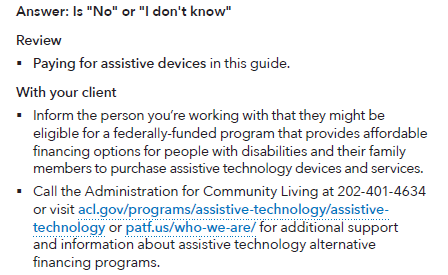 Answer: Is "No" or "I don't know"
Review
▪ Paying for assistive devices in this guide.
With your client
▪ Inform the person you're working with that they might be
eligible for a federally-funded program that provides affordable
financing options for people with disabilities and their family
members to purchase assistive technology devices and services.
▪ Call the Administration for Community Living at 202-401-4634
or visit acl.gov/programs/assistive-technology/assistive-
technology or patf.us/who-we-are/ for additional support
and information about assistive technology alternative
financing programs.